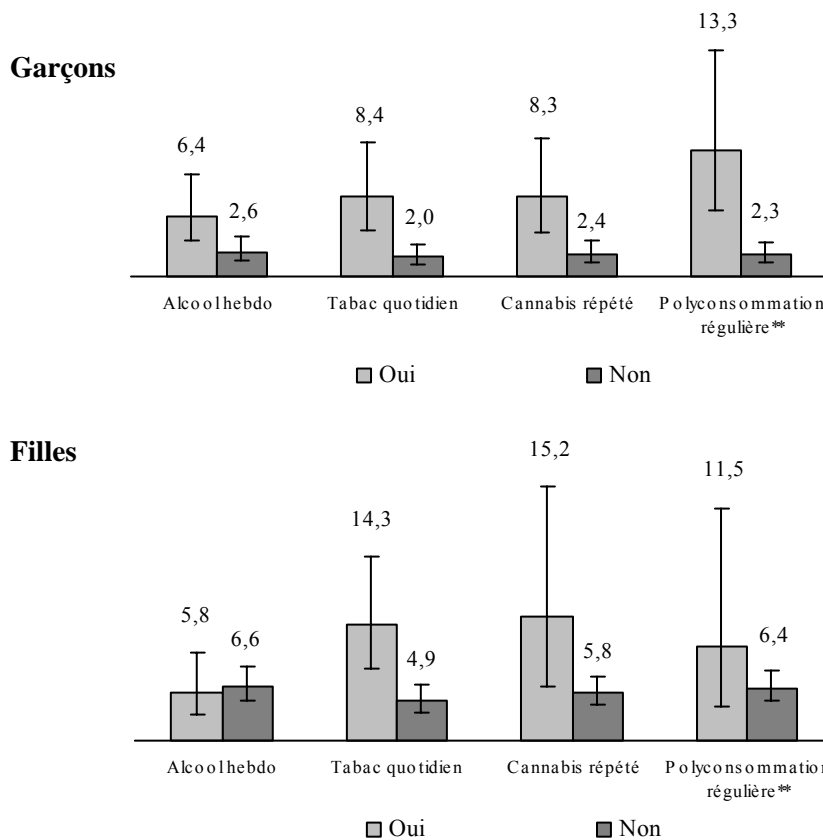 Garçons
13,3
6,4
8,4
8,3
2,6
2,0
2,4
2,3
Alcool hebdo
Tabac quotidien
Cannabis répété
Polyconsommation
régulière**
Oui
Non
Filles
15,2
11,5
14,3
5,8
6,6
4,9
5,8
6,4
Alcool hebdo
Tabac quotidien
Cannabis répété
Polyconsommation
régulière**
Oui
Non